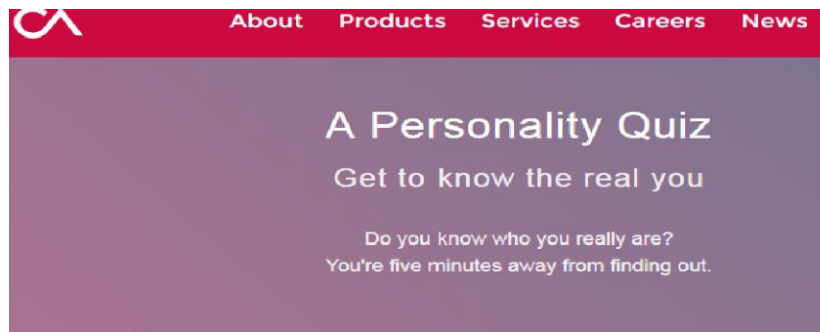 CA
About Products Services Careers News
A Personality Quiz
Get to know the real you
Do you know who you really are?
You're five minutes away from finding out.